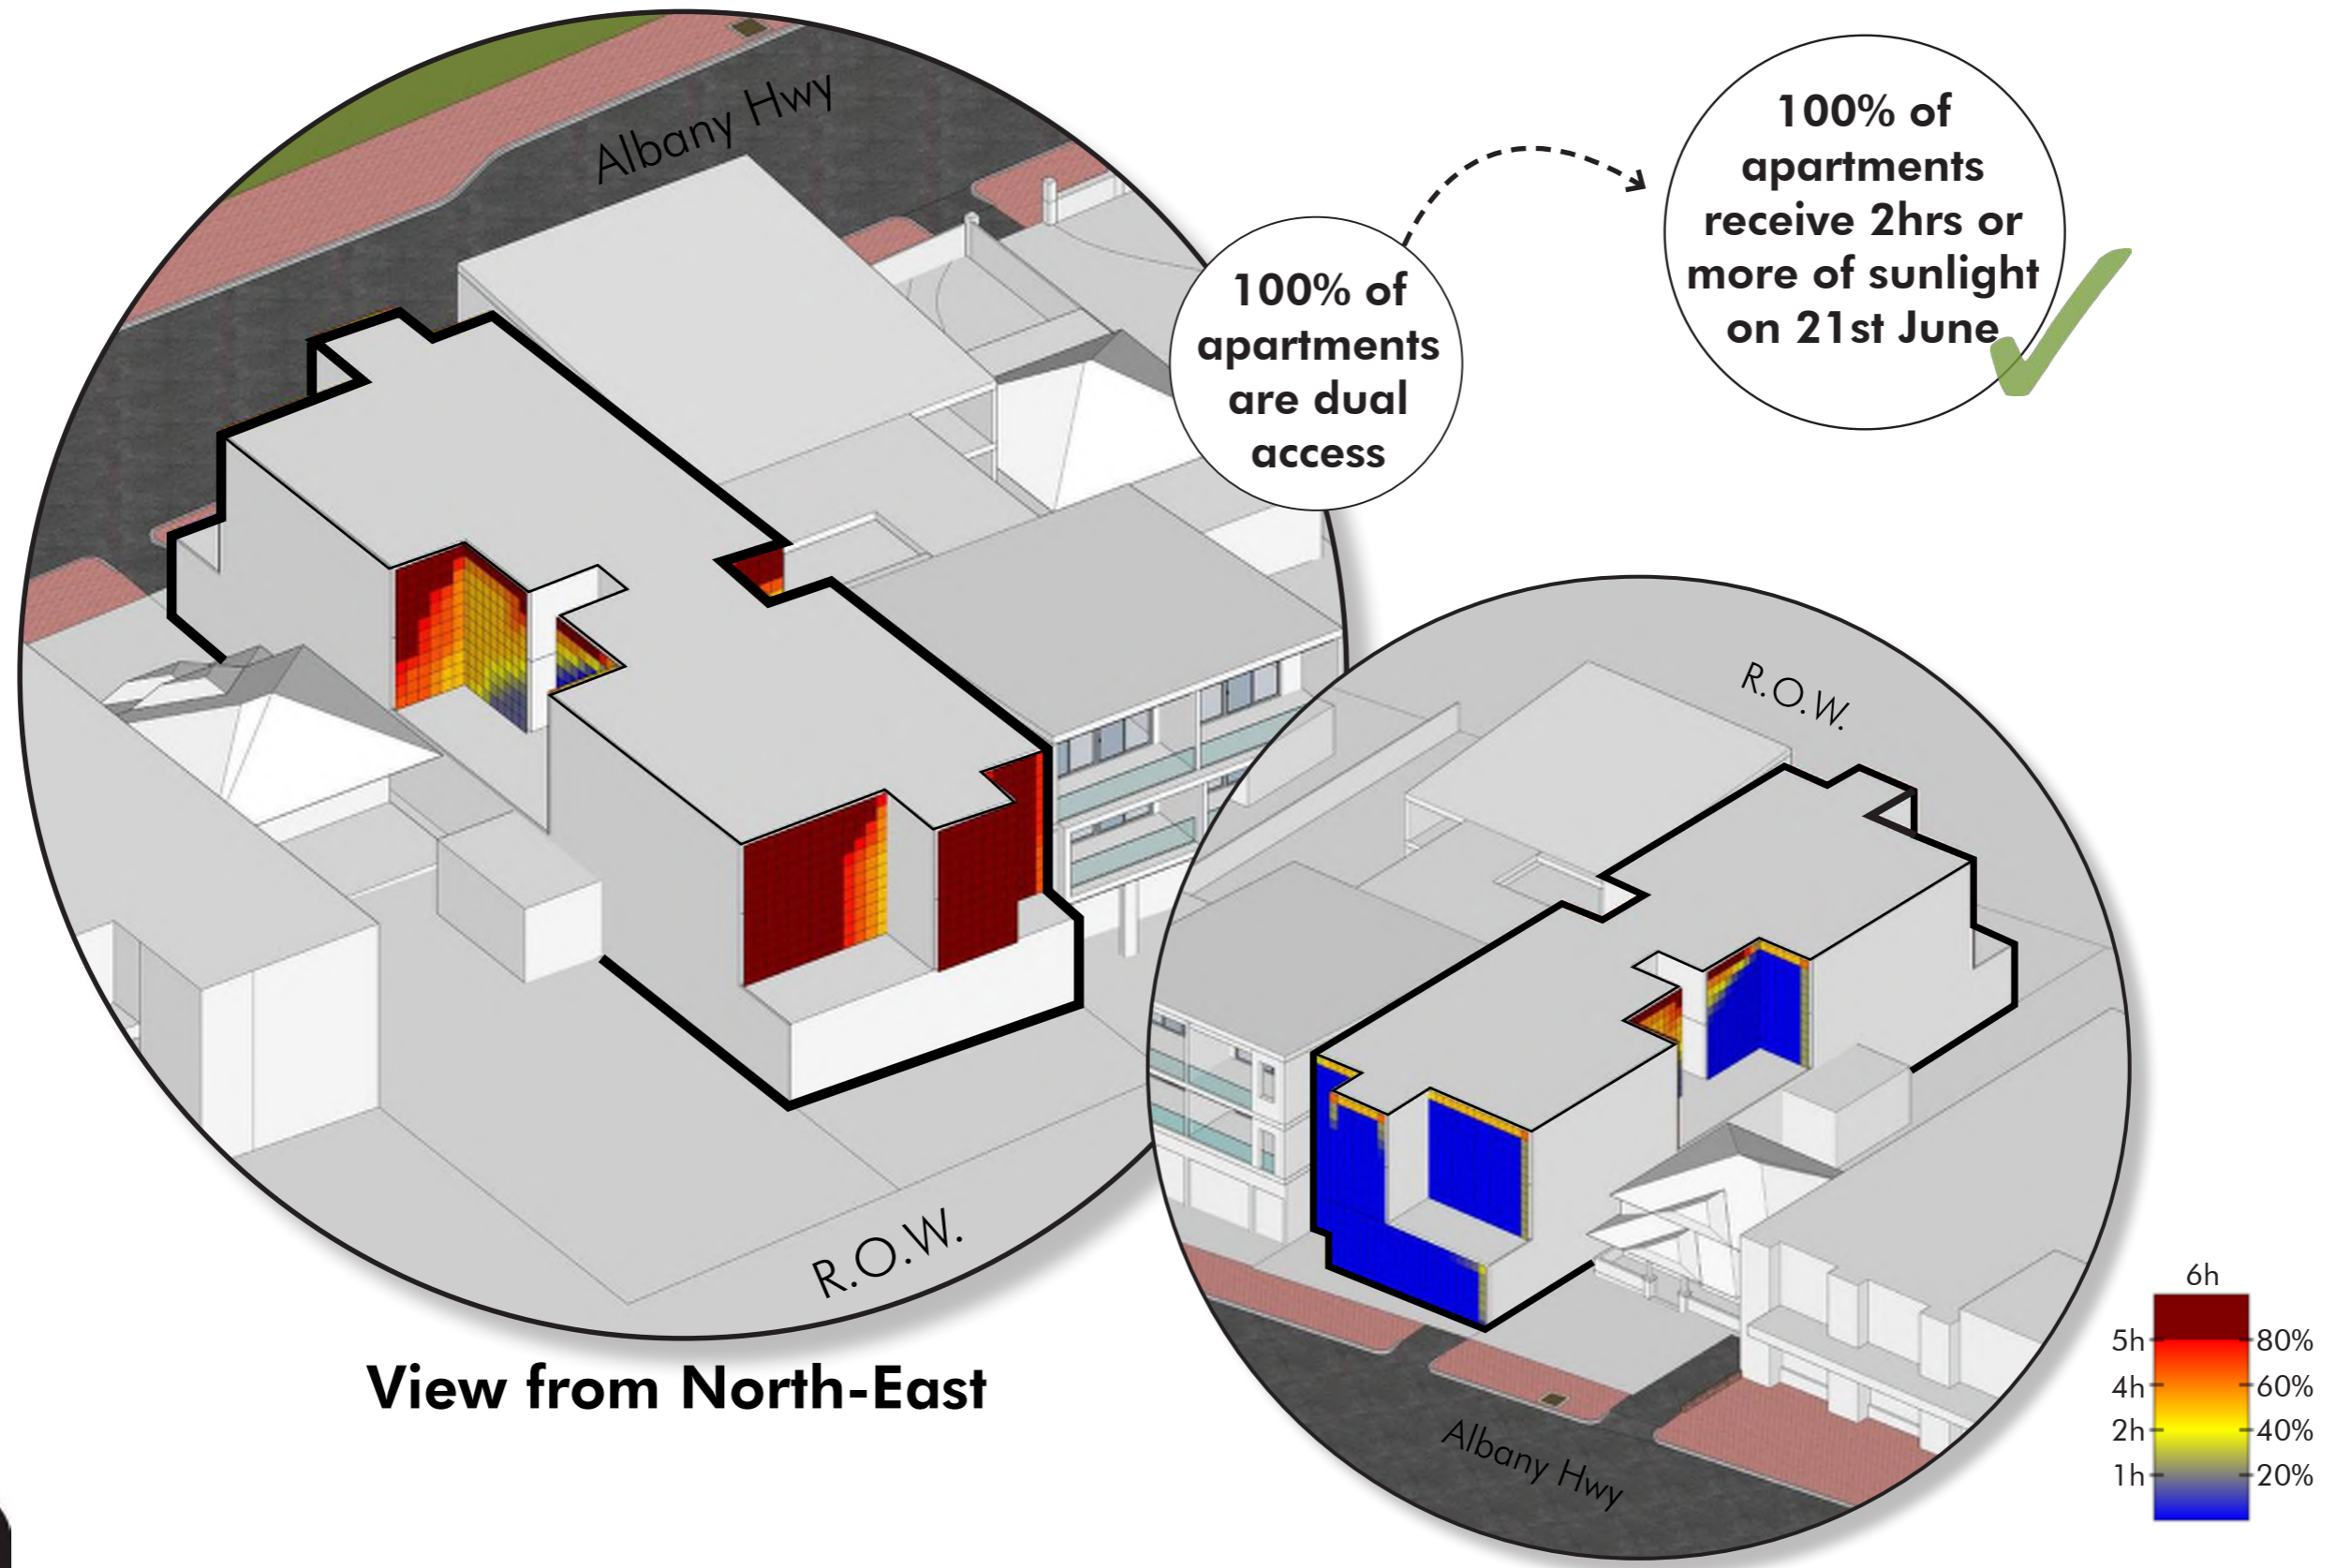 Albany Hwy
100% of
apartments
are dual
access
100% of
apartments
receive 2hrs or
more of sunlight
on 21st June
R.O.W.
View from North-East
R.O.W.
Albany Hwy
6h
5h 80%
4h 60%
2h 40%
1h 20%